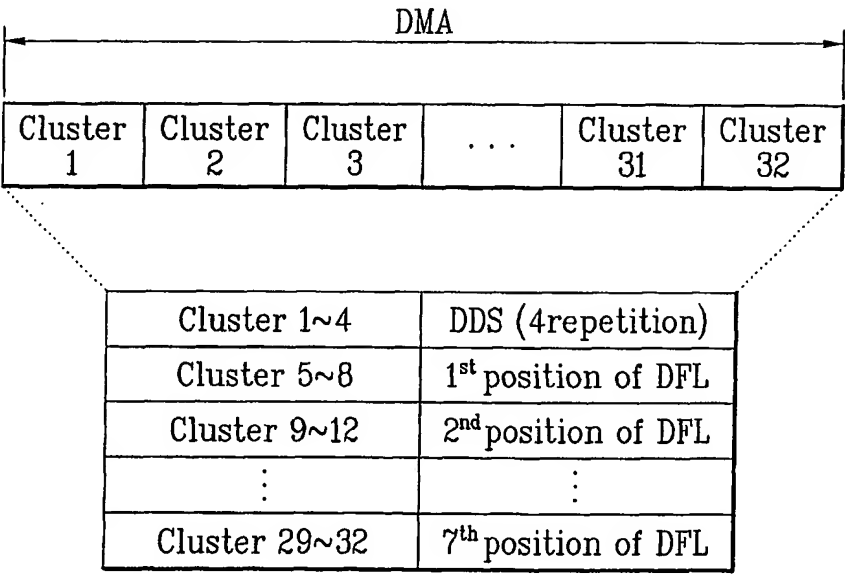 DMA
Cluster 1 Cluster 2 Cluster 3 ... Cluster 31 Cluster 32
Cluster 1~4 DDS (4repetition)
Cluster 5~8 1st position of DFL
Cluster 9~12 2nd position of DFL
⋮ ⋮
Cluster 29~32 7th position of DFL